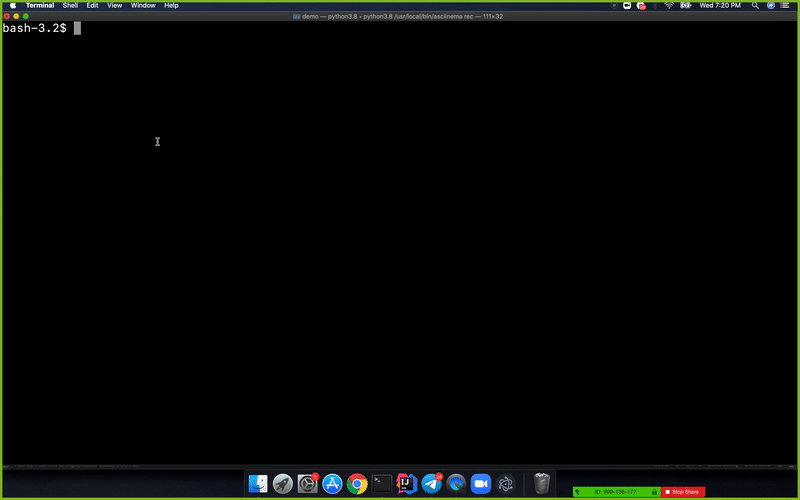 Terminal Shell Edit View Window Help Wed 7:20 PM
demo — python3.8 • python3.8 /usr/local/bin/asciinema rec — 111×32
bash-3.2$
ID: 999-136-177 Stop Share